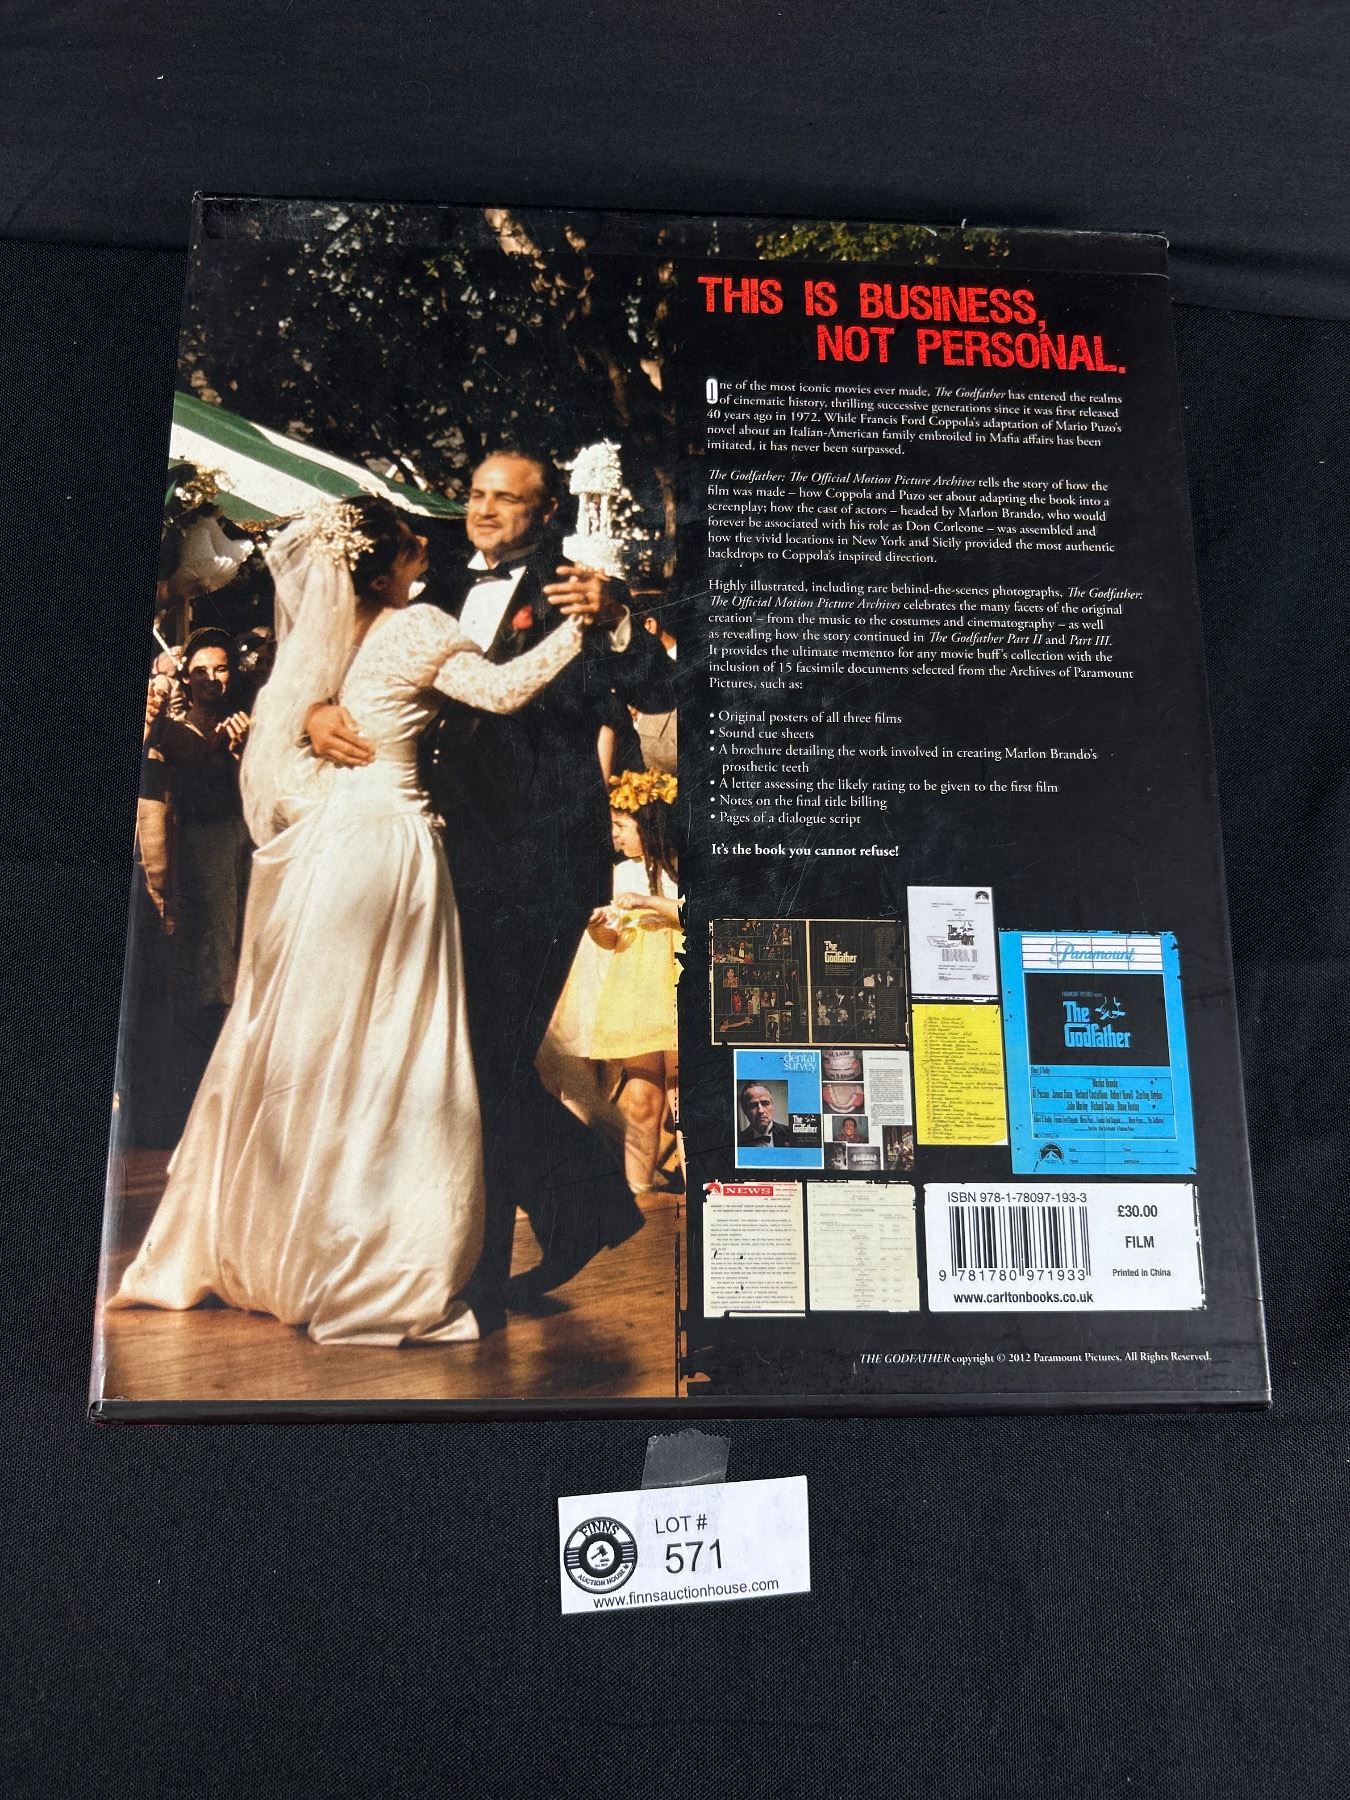 THIS IS BUSINESS,
NOT PERSONAL.
One of the most iconic movies ever made, The Godfather has entered the realms
of cinematic history, thrilling successive generations since it was first released
40 years ago in 1972. While Francis Ford Coppola's adaptation of Mario Puzo's
novel about an Italian-American family embroiled in Mafia affairs has been
imitated, it has never been surpassed.
The Godfather: The Official Motion Picture Archives tells the story of how the
film was made – how Coppola and Puzo set about adapting the book into a
screenplay; how the cast of actors – headed by Marlon Brando, who would
forever be associated with his role as Don Corleone – was assembled and
how the vivid locations in New York and Sicily provided the most authentic
backdrops to Coppola's inspired direction.
Highly illustrated, including rare behind-the-scenes photographs, The Godfather:
The Official Motion Picture Archives celebrates the many facets of the original
creation – from the music to the costumes and cinematography – as well
as revealing how the story continued in The Godfather Part II and Part III.
It provides the ultimate memento for any movie buff's collection with the
inclusion of 15 facsimile documents selected from the Archives of Paramount
Pictures, such as:
• Original posters of all three films
• Sound cue sheets
• A brochure detailing the work involved in creating Marlon Brando's
prosthetic teeth
• A letter assessing the likely rating to be given to the first film
• Notes on the final title billing
• Pages of a dialogue script
It's the book you cannot refuse!
The
Godfather
The
Godfather
Paramount
The
Godfather
Marlon Brando
dental
survey
The
Godfather
NEWS
ISBN 978-1-78097-193-3
9 781780 971933
£30.00
FILM
Printed in China
www.carltonbooks.co.uk
THE GODFATHER copyright © 2012 Paramount Pictures. All Rights Reserved.
FINNS
AUCTION HOUSE
LOT #
571
www.finnsauctionhouse.com